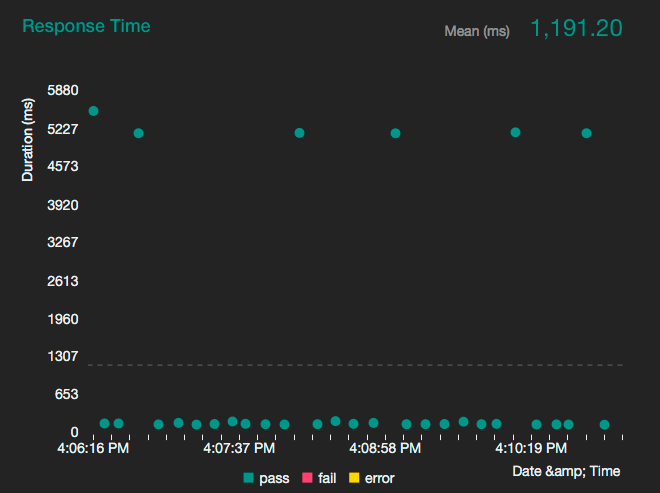 Response Time
Mean (ms) 1,191.20
Duration (ms)
5880
5227
4573
3920
3267
2613
1960
1307
653
0
4:06:16 PM 4:07:37 PM 4:08:58 PM 4:10:19 PM
Date &amp; Time
pass fail error